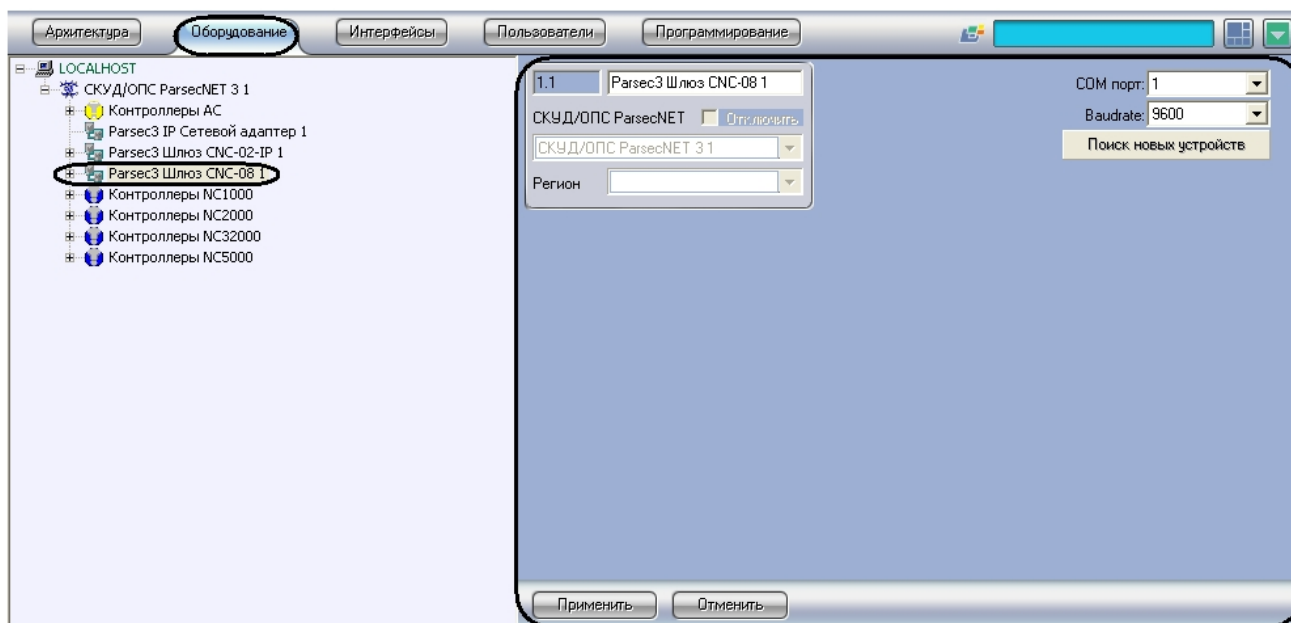 Архитектура Оборудование Интерфейсы Пользователи Программирование
LOCALHOST
СКУД/ОПС ParsecNET 3 1
Контроллеры AC
Parsec3 IP Сетевой адаптер 1
Parsec3 Шлюз CNC-02-IP 1
Parsec3 Шлюз CNC-08 1
Контроллеры NC1000
Контроллеры NC2000
Контроллеры NC32000
Контроллеры NC5000
1.1 Parsec3 Шлюз CNC-08 1
СКУД/ОПС ParsecNET Отключить
СКУД/ОПС ParsecNET 3 1
Регион
COM порт: 1
Baudrate: 9600
Поиск новых устройств
Применить Отменить